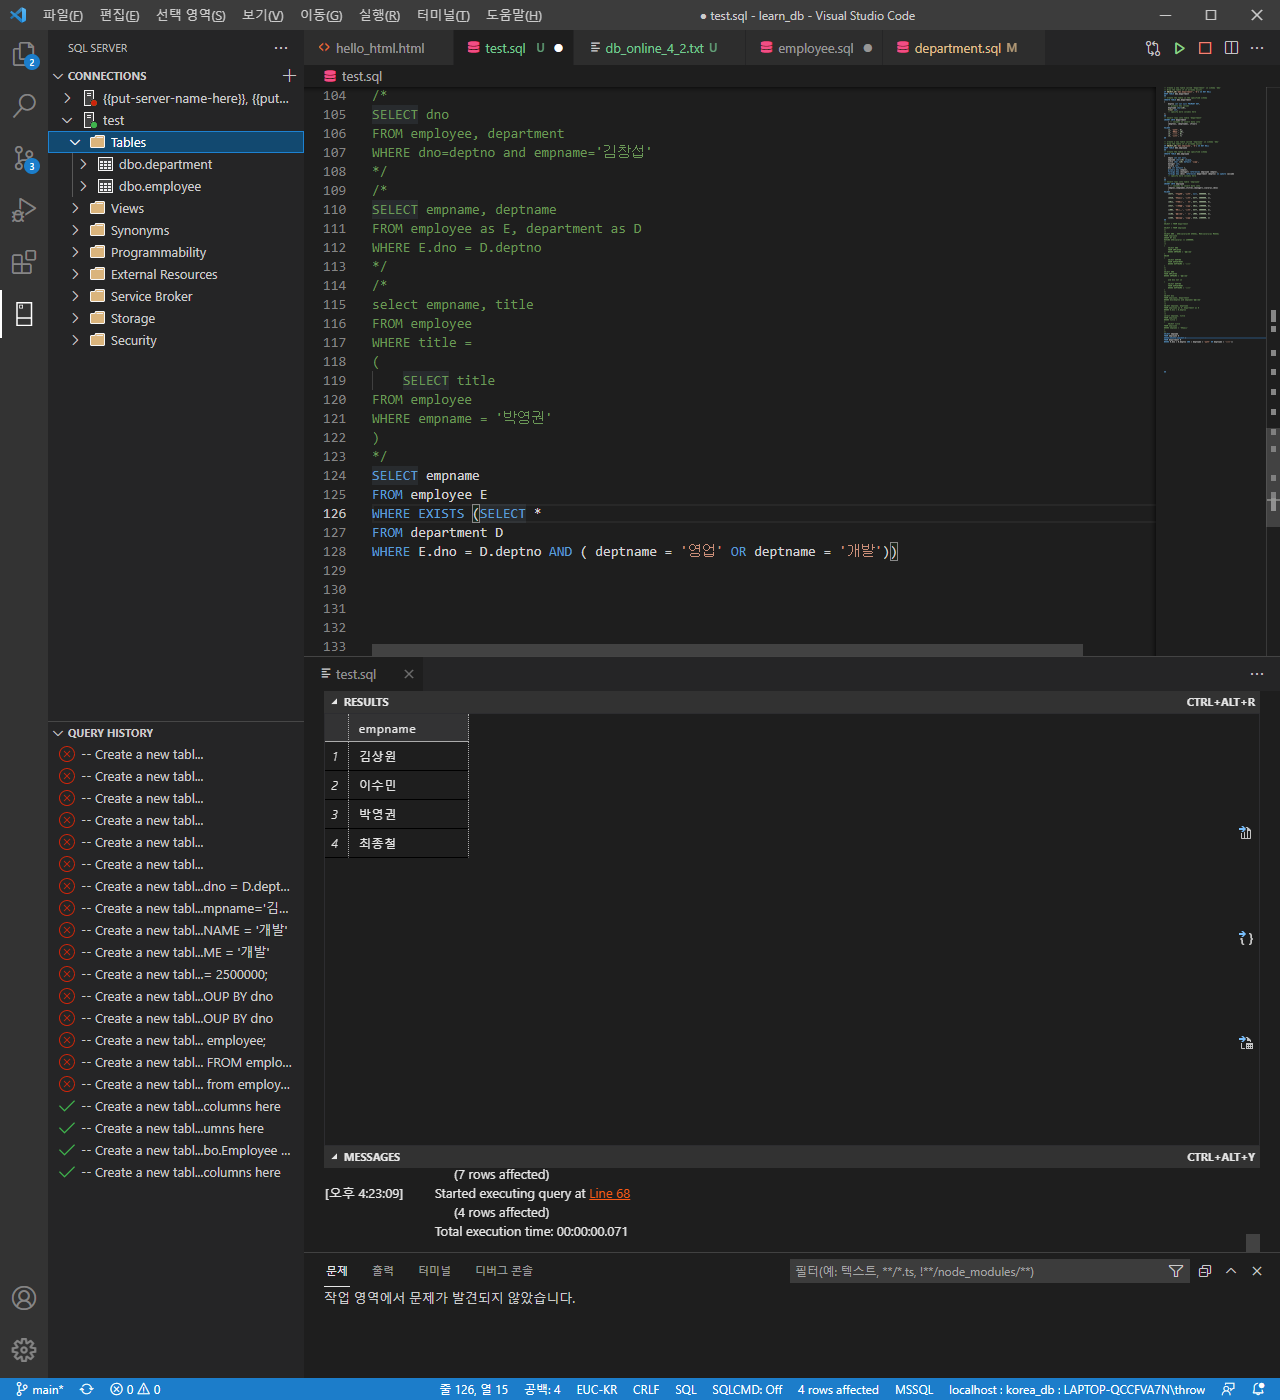 파일(F) 편집(E) 선택 영역(S) 보기(V) 이동(G) 실행(R) 터미널(T) 도움말(H) ● test.sql - learn_db - Visual Studio Code
SQL SERVER ···
hello_html.html test.sql U db_online_4_2.txt U employee.sql department.sql M
CONNECTIONS
test.sql
{{put-server-name-here}}, {{put...
test
Tables
dbo.department
dbo.employee
Views
Synonyms
Programmability
External Resources
Service Broker
Storage
Security
2
3
104 /*
105 SELECT dno
106 FROM employee, department
107 WHERE dno=deptno and empname='김창섭'
108 */
109 /*
110 SELECT empname, deptname
111 FROM employee as E, department as D
112 WHERE E.dno = D.deptno
113 */
114 /*
115 select empname, title
116 FROM employee
117 WHERE title =
118 (
119 SELECT title
120 FROM employee
121 WHERE empname = '박영권'
122 )
123 */
124 SELECT empname
125 FROM employee E
126 WHERE EXISTS (SELECT *
127 FROM department D
128 WHERE E.dno = D.deptno AND ( deptname = '영업' OR deptname = '개발'))
129
130
131
132
133
test.sql
RESULTS CTRL+ALT+R
empname
1 김상원
2 이수민
3 박영권
4 최종철
QUERY HISTORY
-- Create a new tabl...
-- Create a new tabl...
-- Create a new tabl...
-- Create a new tabl...
-- Create a new tabl...
-- Create a new tabl...
-- Create a new tabl...dno = D.dept...
-- Create a new tabl...mpname='김...
-- Create a new tabl...NAME = '개발'
-- Create a new tabl...ME = '개발'
-- Create a new tabl...= 2500000;
-- Create a new tabl...OUP BY dno
-- Create a new tabl...OUP BY dno
-- Create a new tabl... employee;
-- Create a new tabl... FROM emplo...
-- Create a new tabl... from employ...
-- Create a new tabl...columns here
-- Create a new tabl...umns here
-- Create a new tabl...bo.Employee ...
-- Create a new tabl...columns here
MESSAGES CTRL+ALT+Y
(7 rows affected)
[오후 4:23:09] Started executing query at Line 68
(4 rows affected)
Total execution time: 00:00:00.071
문제 출력 터미널 디버그 콘솔 필터(예: 텍스트, **/*.ts, !**/node_modules/**)
작업 영역에서 문제가 발견되지 않았습니다.
main* 0 0 줄 126, 열 15 공백: 4 EUC-KR CRLF SQL SQLCMD: Off 4 rows affected MSSQL localhost : korea_db : LAPTOP-QCCFVA7N\throw